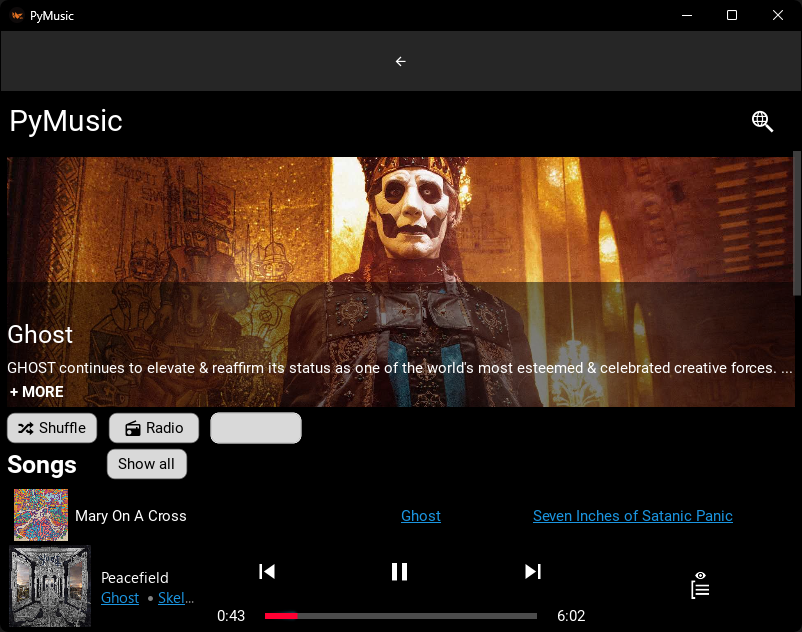 PyMusic
PyMusic
Ghost
GHOST continues to elevate & reaffirm its status as one of the world's most esteemed & celebrated creative forces. ...
+ MORE
Shuffle Radio
Songs Show all
Mary On A Cross Ghost Seven Inches of Satanic Panic
Peacefield
Ghost • Skel...
0:43 6:02